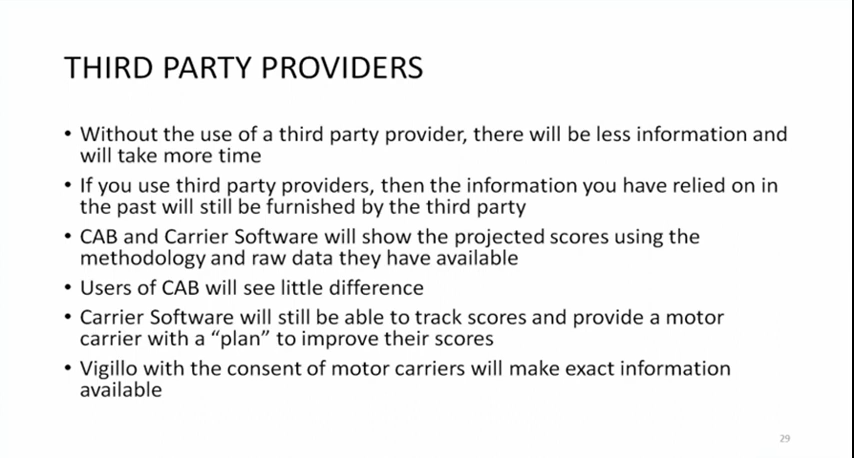 THIRD PARTY PROVIDERS
• Without the use of a third party provider, there will be less information and
will take more time
• If you use third party providers, then the information you have relied on in
the past will still be furnished by the third party
• CAB and Carrier Software will show the projected scores using the
methodology and raw data they have available
• Users of CAB will see little difference
• Carrier Software will still be able to track scores and provide a motor
carrier with a “plan” to improve their scores
• Vigillo with the consent of motor carriers will make exact information
available
29